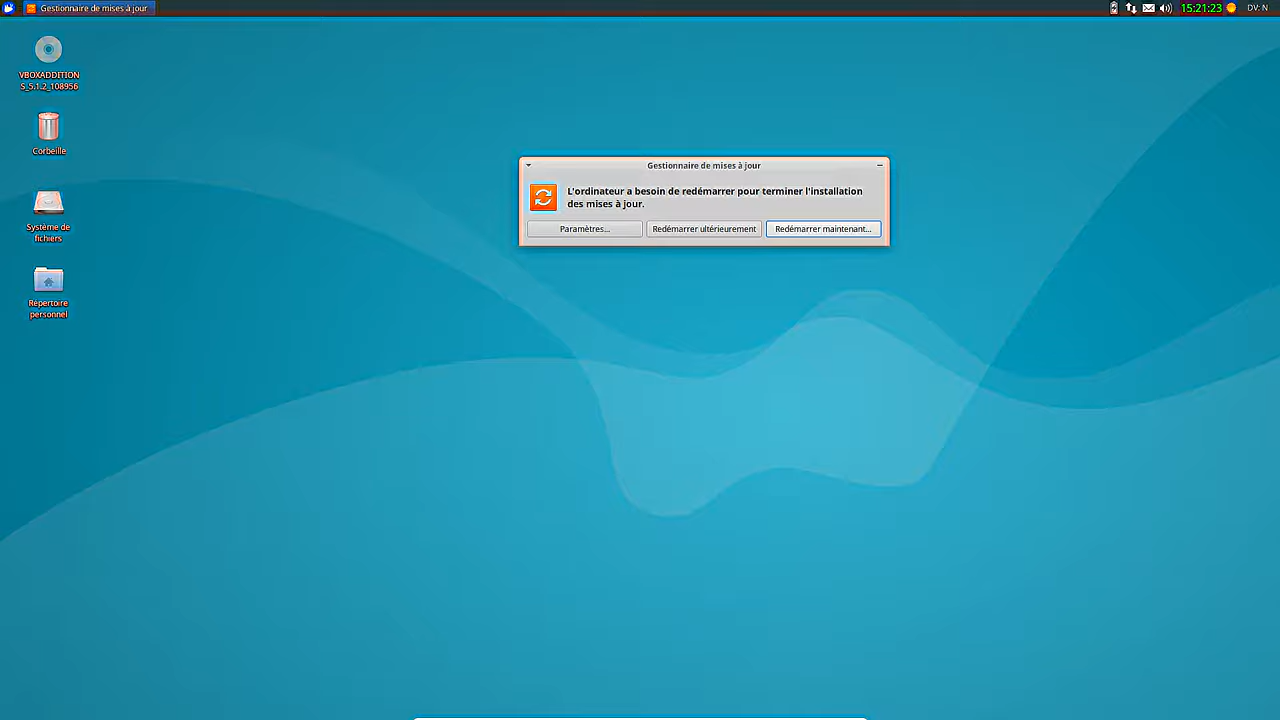 Gestionnaire de mises à jour
15:21:23
DV: N
VBOXADDITION
S_5.1.2_108956
Corbeille
Système de
fichiers
Répertoire
personnel
Gestionnaire de mises à jour
L'ordinateur a besoin de redémarrer pour terminer l'installation
des mises à jour.
Paramètres...
Redémarrer ultérieurement
Redémarrer maintenant...